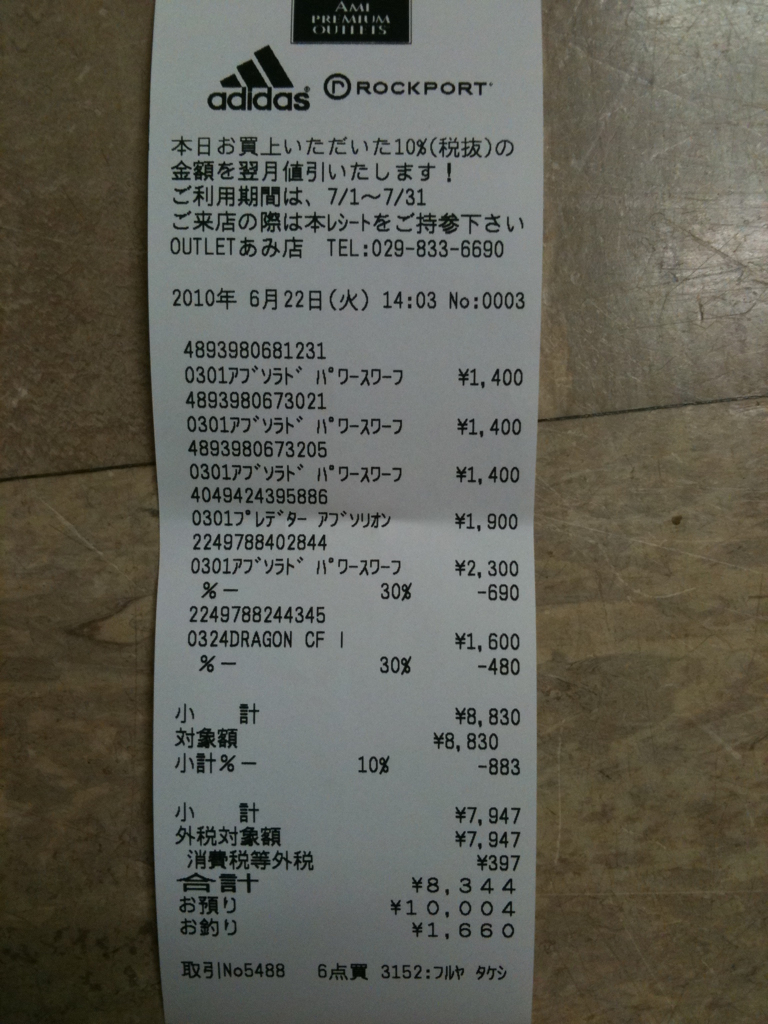 AMI
PREMIUM
OUTLETS
adidas ROCKPORT
本日お買上いただいた10%(税抜)の
金額を翌月値引いたします!
ご利用期間は、7/1〜7/31
ご来店の際は本レシートをご持参下さい
OUTLETあみ店 TEL:029-833-6690
2010年 6月22日(火) 14:03 No:0003
4893980681231
0301アブソラド パワースワーフ ¥1,400
4893980673021
0301アブソラド パワースワーフ ¥1,400
4893980673205
0301アブソラド パワースワーフ ¥1,400
4049424395886
0301プレデター アブソリオン ¥1,900
2249788402844
0301アブソラド パワースワーフ ¥2,300
%− 30% -690
2249788244345
0324DRAGON CF I ¥1,600
%− 30% -480
小 計 ¥8,830
対象額 ¥8,830
小計%− 10% -883
小 計 ¥7,947
外税対象額 ¥7,947
消費税等外税 ¥397
合計 ¥8,344
お預り ¥10,004
お釣り ¥1,660
取引No5488 6点買 3152:フルヤ タケシ